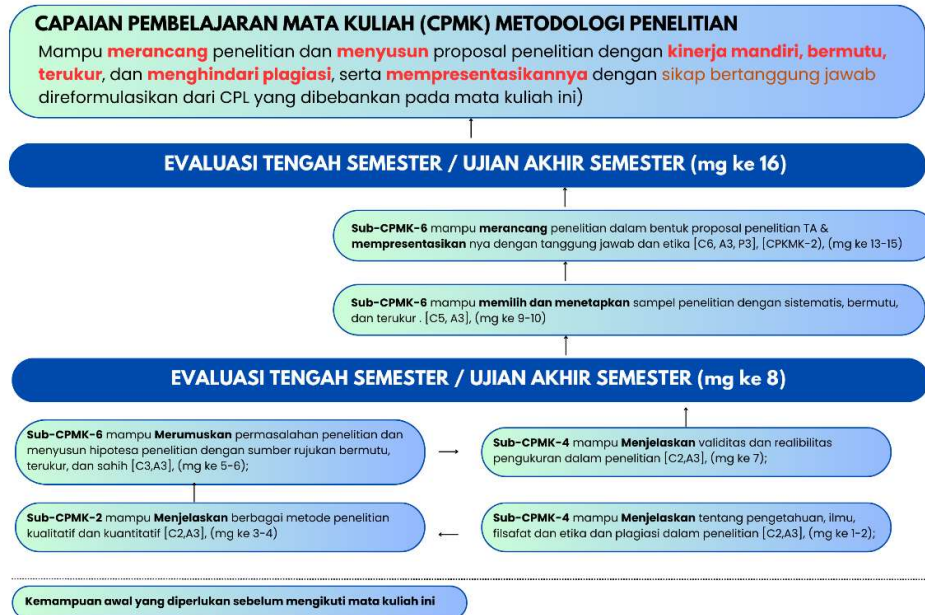 CAPAIAN PEMBELAJARAN MATA KULIAH (CPMK) METODOLOGI PENELITIAN
Mampu merancang penelitian dan menyusun proposal penelitian dengan kinerja mandiri, bermutu,
terukur, dan menghindari plagiasi, serta mempresentasikannya dengan sikap bertanggung jawab
direformulasikan dari CPL yang dibebankan pada mata kuliah ini)
EVALUASI TENGAH SEMESTER / UJIAN AKHIR SEMESTER (mg ke 16)
Sub-CPMK-6 mampu merancang penelitian dalam bentuk proposal penelitian TA &
mempresentasikan nya dengan tanggung jawab dan etika [C6, A3, P3], [CPKMK-2), (mg ke 13-15)
Sub-CPMK-6 mampu memilih dan menetapkan sampel penelitian dengan sistematis, bermutu,
dan terukur . [C5, A3], (mg ke 9-10)
EVALUASI TENGAH SEMESTER / UJIAN AKHIR SEMESTER (mg ke 8)
Sub-CPMK-6 mampu Merumuskan permasalahan penelitian dan
menyusun hipotesa penelitian dengan sumber rujukan bermutu,
terukur, dan sahih [C3,A3], (mg ke 5-6);
Sub-CPMK-4 mampu Menjelaskan validitas dan realibilitas
pengukuran dalam penelitian [C2,A3], (mg ke 7);
Sub-CPMK-2 mampu Menjelaskan berbagai metode penelitian
kualitatif dan kuantitatif [C2,A3], (mg ke 3-4)
Sub-CPMK-4 mampu Menjelaskan tentang pengetahuan, ilmu,
filsafat dan etika dan plagiasi dalam penelitian [C2,A3], (mg ke 1-2);
Kemampuan awal yang diperlukan sebelum mengikuti mata kuliah ini